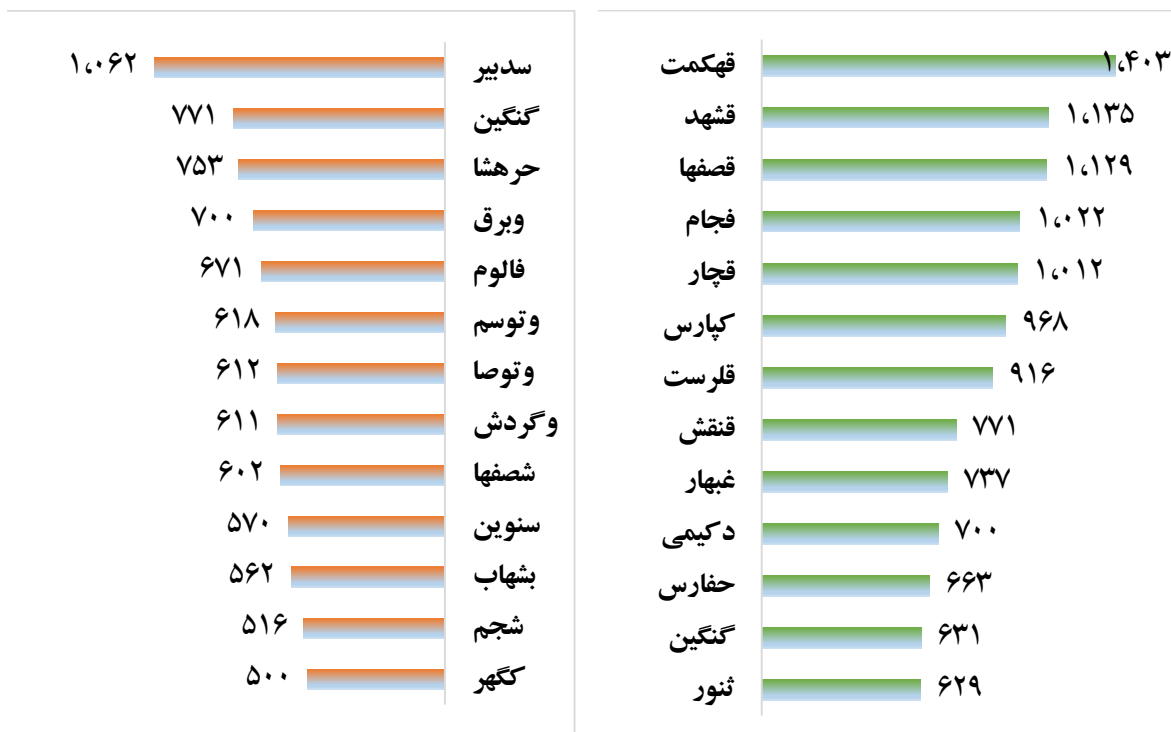 قهکمت ۱،۴۰۳
قشهد ۱،۱۳۵
قصفها ۱،۱۲۹
فجام ۱،۰۲۲
قچار ۱،۰۱۲
کپارس ۹۶۸
قلرست ۹۱۶
قنقش ۷۷۱
غبهار ۷۳۷
دکیمی ۷۰۰
حفارس ۶۶۳
گنگین ۶۳۱
ثنور ۶۲۹
سدبیر ۱،۰۶۲
گنگین ۷۷۱
حرهشا ۷۵۳
وبرق ۷۰۰
فالوم ۶۷۱
وتوسم ۶۱۸
وتوصا ۶۱۲
وگردش ۶۱۱
شصفها ۶۰۲
سنوین ۵۷۰
بشهاب ۵۶۲
شجم ۵۱۶
کگهر ۵۰۰